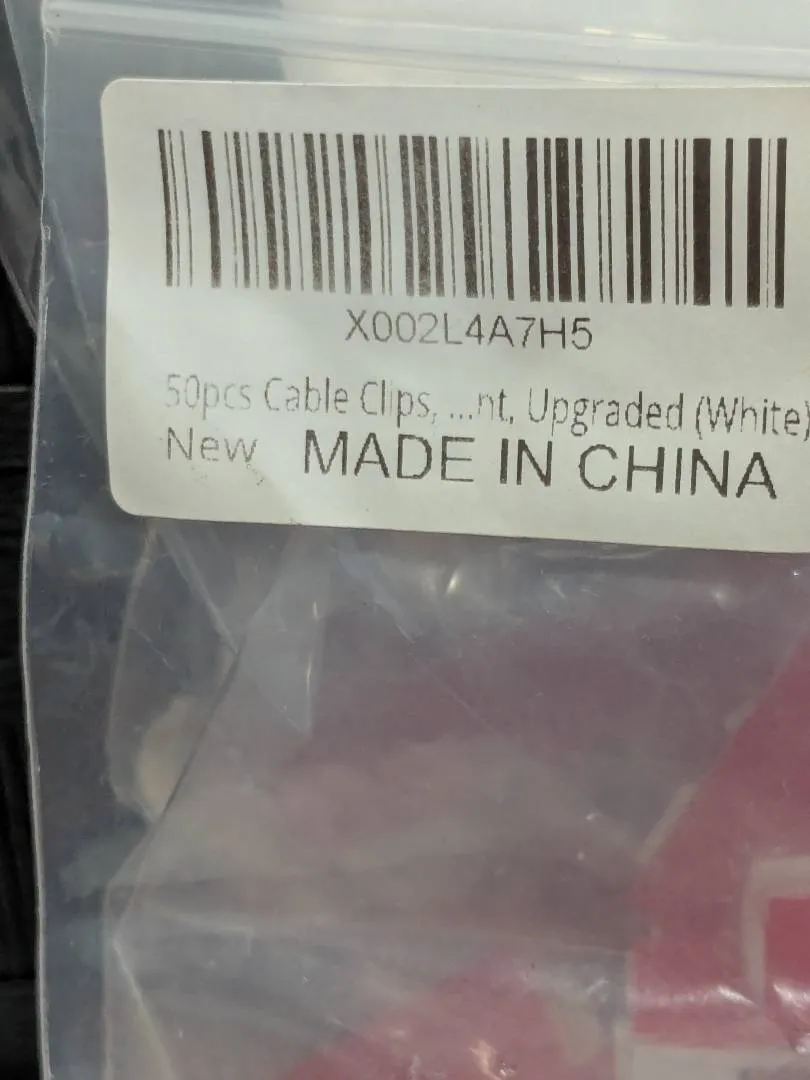 X002L4A7H5
50pcs Cable Clips, ...nt, Upgraded (White)
New MADE IN CHINA